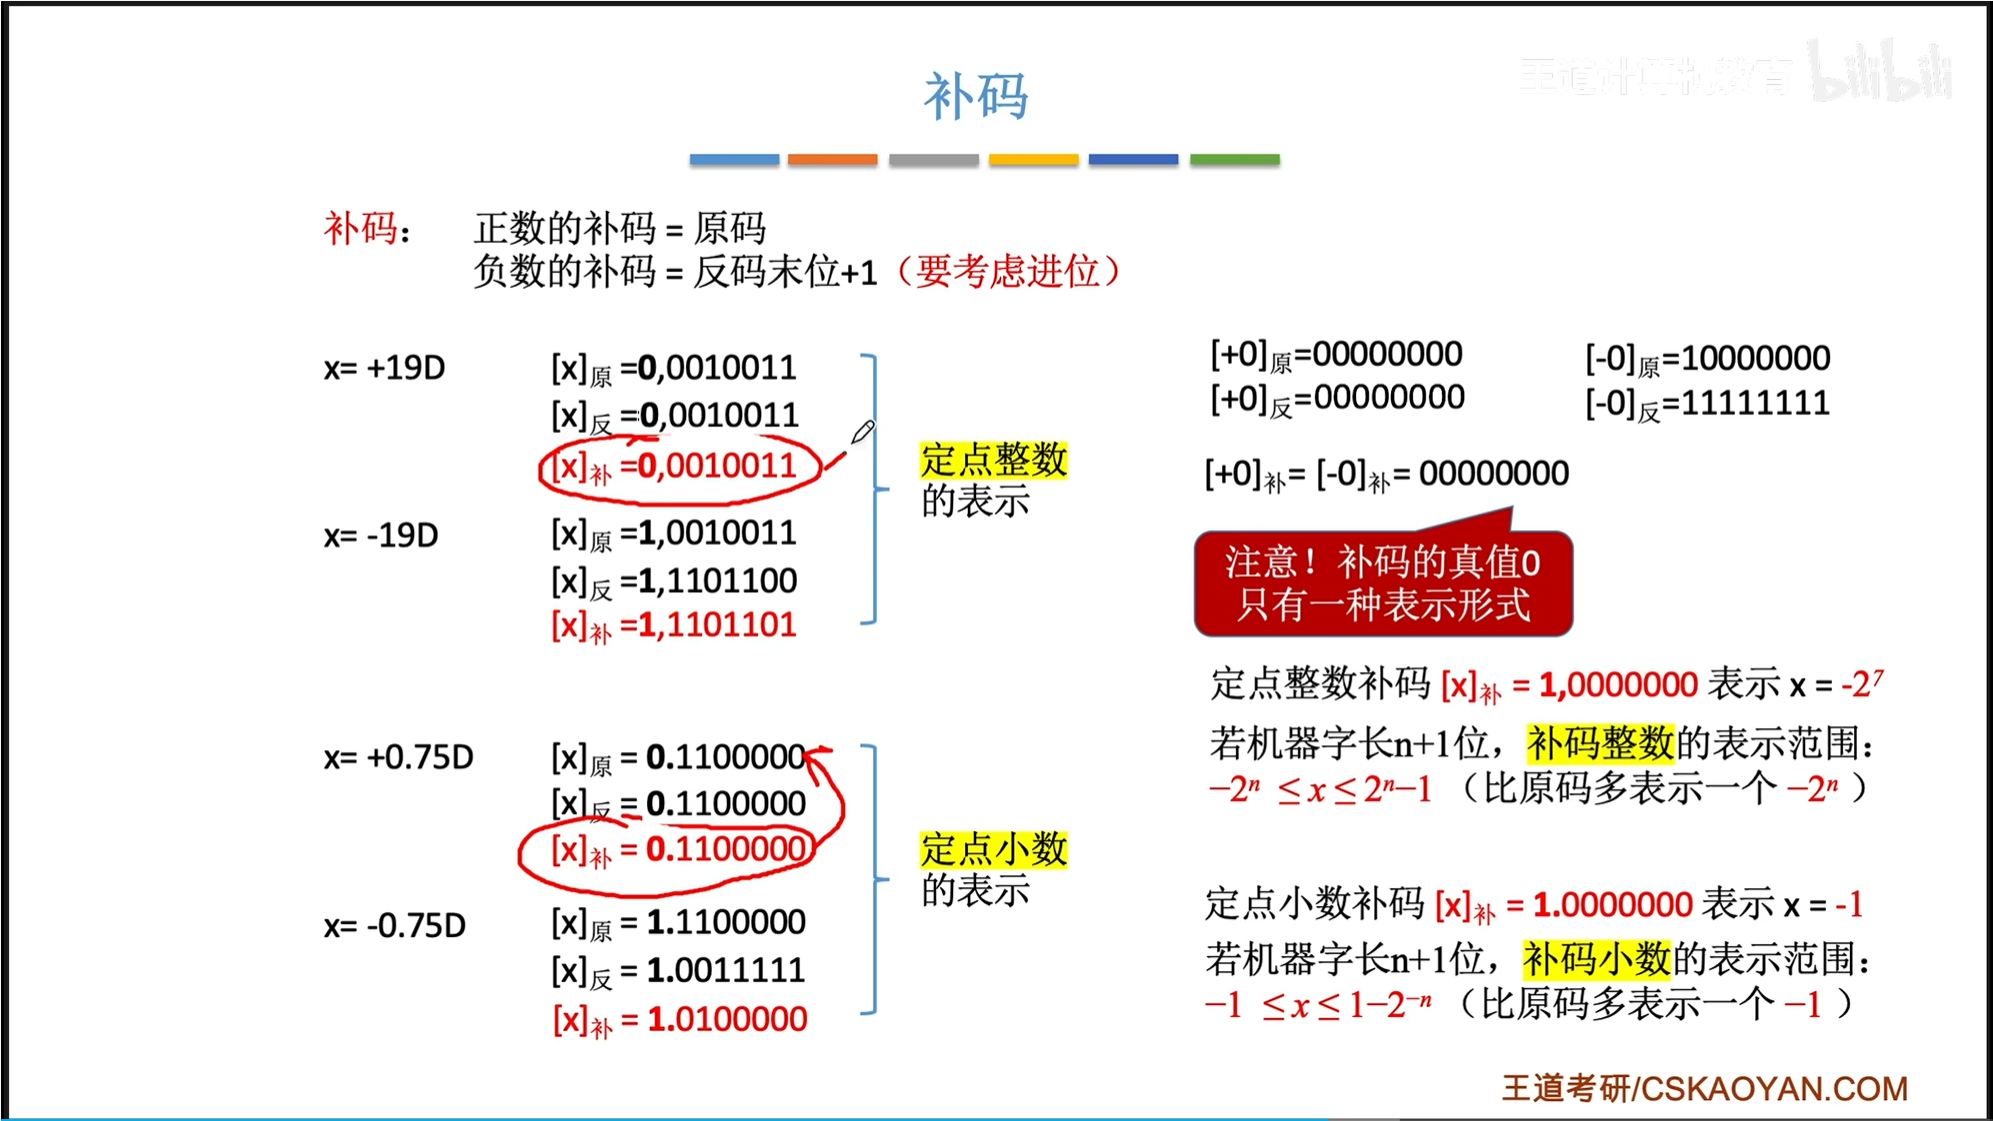 补码
王道计算机教育 bilibili
补码： 正数的补码 = 原码
负数的补码 = 反码末位+1（要考虑进位）
x= +19D
[x]原 =0,0010011
[x]反 =0,0010011
[x]补 =0,0010011
x= -19D
[x]原 =1,0010011
[x]反 =1,1101100
[x]补 =1,1101101
定点整数
的表示
x= +0.75D
[x]原 = 0.1100000
[x]反 = 0.1100000
[x]补 = 0.1100000
x= -0.75D
[x]原 = 1.1100000
[x]反 = 1.0011111
[x]补 = 1.0100000
定点小数
的表示
[+0]原=00000000 [-0]原=10000000
[+0]反=00000000 [-0]反=11111111
[+0]补= [-0]补= 00000000
注意！补码的真值0
只有一种表示形式
定点整数补码 [x]补 = 1,0000000 表示 x = -2⁷
若机器字长n+1位，补码整数的表示范围：
−2ⁿ ≤ x ≤ 2ⁿ−1 （比原码多表示一个 −2ⁿ ）
定点小数补码 [x]补 = 1.0000000 表示 x = -1
若机器字长n+1位，补码小数的表示范围：
−1 ≤ x ≤ 1−2⁻ⁿ （比原码多表示一个 −1 ）
王道考研/CSKAOYAN.COM